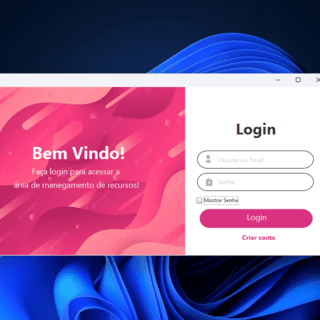 Bem Vindo!
Faça login para acessar a
área de manegamento de recursos!
Login
Usuario ou Email
Senha
Mostrar Senha
Login
Criar conta